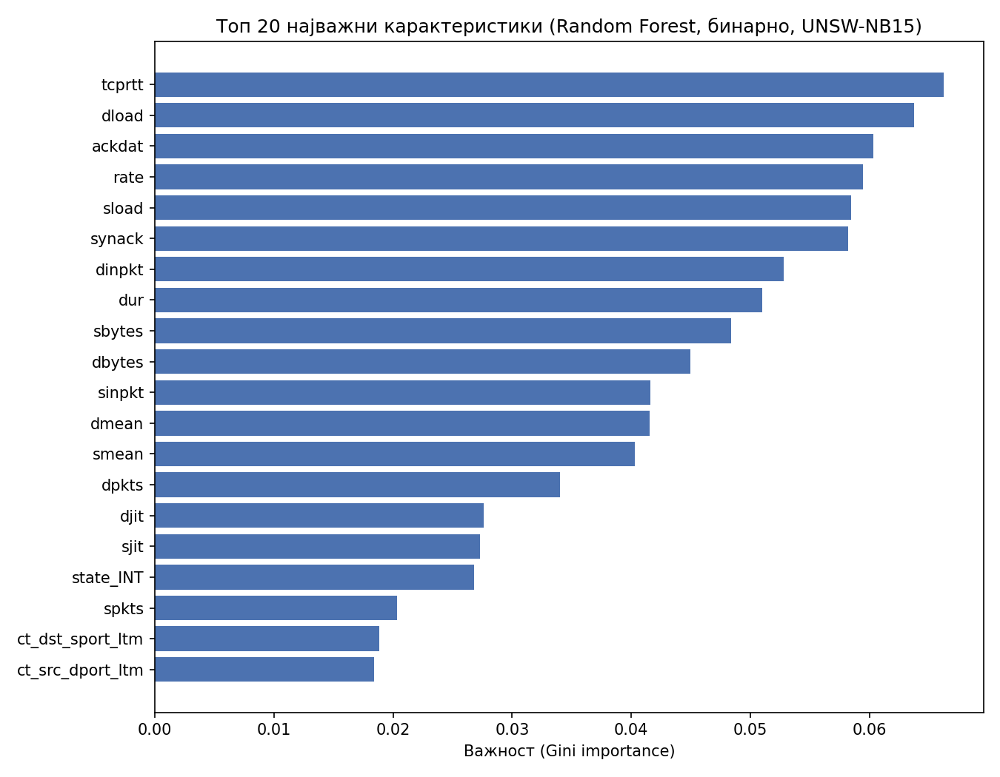 Топ 20 најважни карактеристики (Random Forest, бинарно, UNSW-NB15)
tcprtt
dload
ackdat
rate
sload
synack
dinpkt
dur
sbytes
dbytes
sinpkt
dmean
smean
dpkts
djit
sjit
state_INT
spkts
ct_dst_sport_ltm
ct_src_dport_ltm
0.00 0.01 0.02 0.03 0.04 0.05 0.06
Важност (Gini importance)